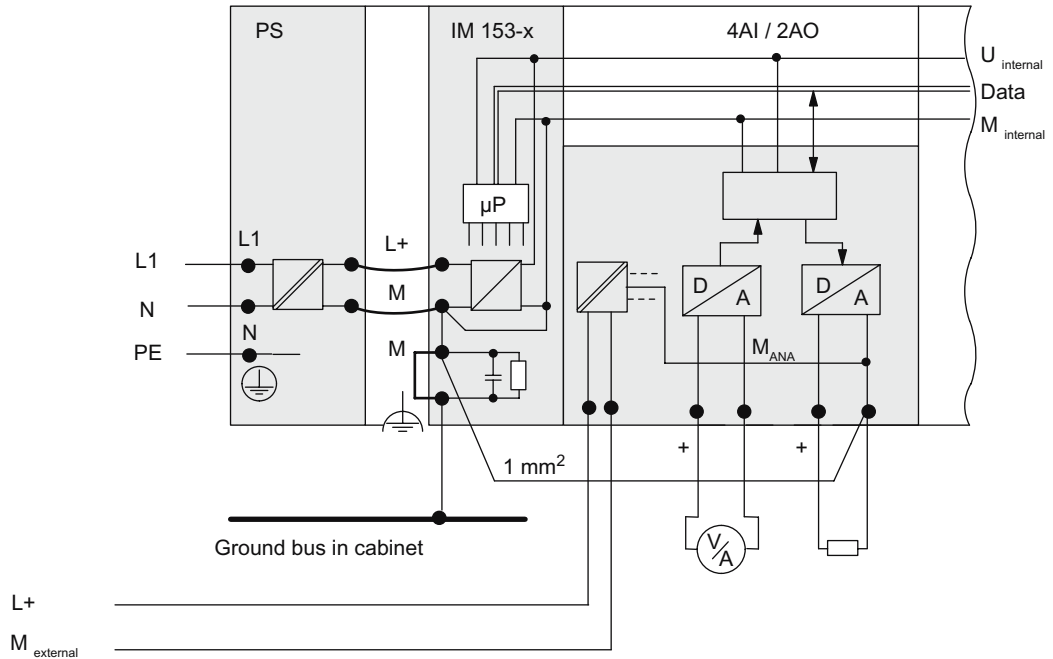 PS
IM 153-x
4AI / 2AO
U internal
Data
M internal
µP
L1
L+
L1
D
A
D
A
M
N
N
M
MANA
PE
+
+
1 mm²
Ground bus in cabinet
V/A
L+
M external